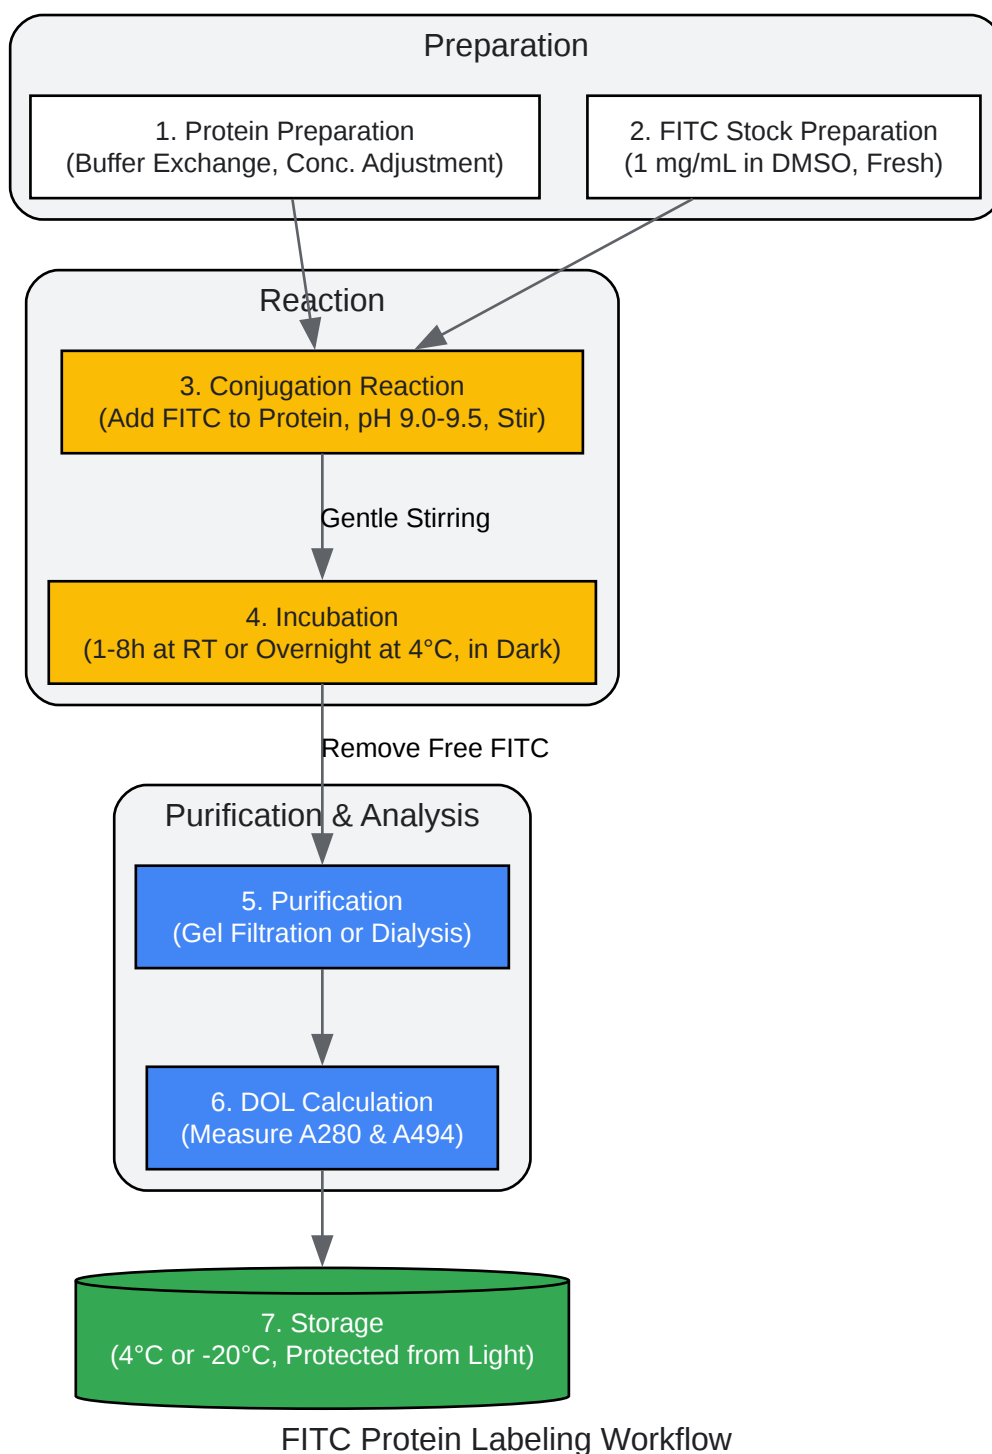 Preparation
1. Protein Preparation
(Buffer Exchange, Conc. Adjustment)
2. FITC Stock Preparation
(1 mg/mL in DMSO, Fresh)
Reaction
3. Conjugation Reaction
(Add FITC to Protein, pH 9.0-9.5, Stir)
Gentle Stirring
4. Incubation
(1-8h at RT or Overnight at 4°C, in Dark)
Remove Free FITC
Purification & Analysis
5. Purification
(Gel Filtration or Dialysis)
6. DOL Calculation
(Measure A280 & A494)
7. Storage
(4°C or -20°C, Protected from Light)
FITC Protein Labeling Workflow